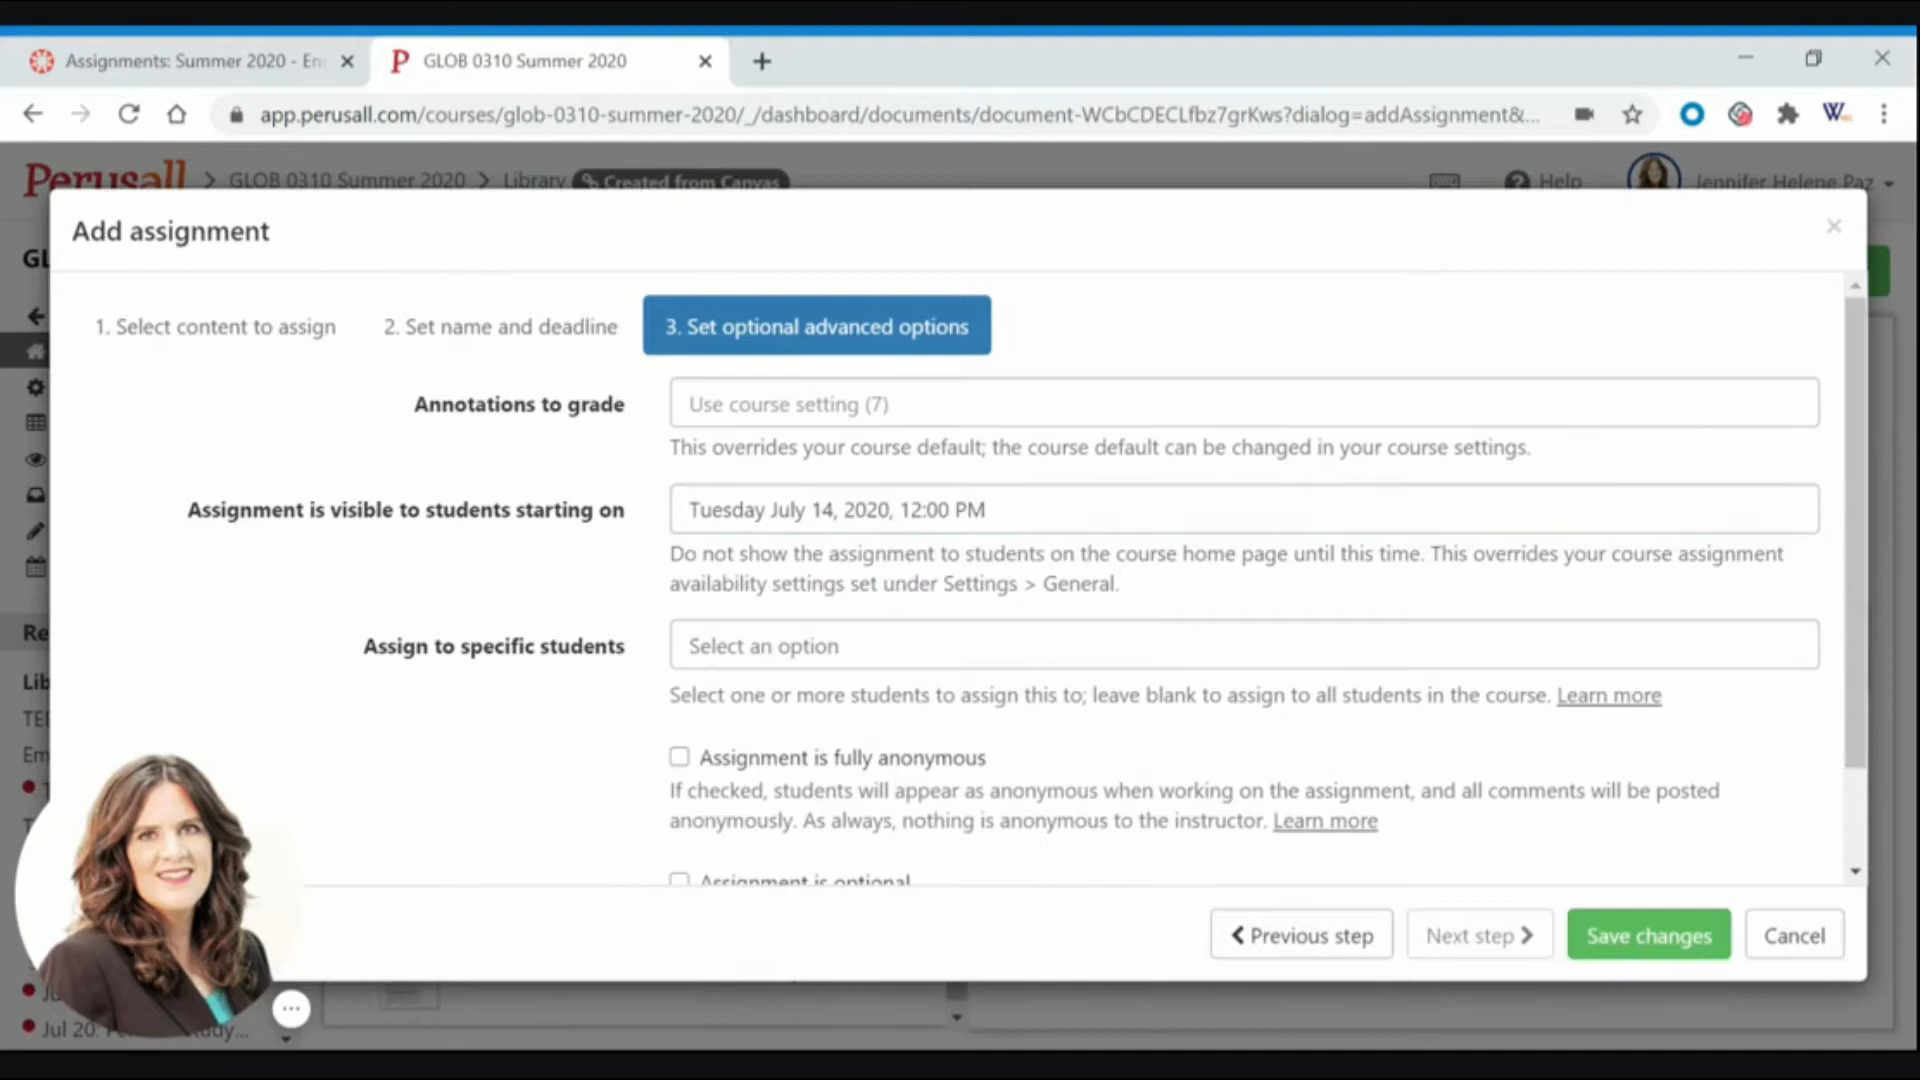 Assignments: Summer 2020 - En
GLOB 0310 Summer 2020
app.perusall.com/courses/glob-0310-summer-2020/_/dashboard/documents/document-WCbCDECLfbz7grKws?dialog=addAssignment&...
Perusall > GLOB 0310 Summer 2020 > Library Created from Canvas
Help
Jennifer Helene Paz
Add assignment
GL
1. Select content to assign
2. Set name and deadline
3. Set optional advanced options
Annotations to grade
Use course setting (7)
This overrides your course default; the course default can be changed in your course settings.
Assignment is visible to students starting on
Tuesday July 14, 2020, 12:00 PM
Do not show the assignment to students on the course home page until this time. This overrides your course assignment
availability settings set under Settings > General.
Re
Assign to specific students
Select an option
Lib
Select one or more students to assign this to; leave blank to assign to all students in the course. Learn more
TED
Em
Assignment is fully anonymous
If checked, students will appear as anonymous when working on the assignment, and all comments will be posted
anonymously. As always, nothing is anonymous to the instructor. Learn more
Assignment is optional
Previous step
Next step
Save changes
Cancel
Jul 20: